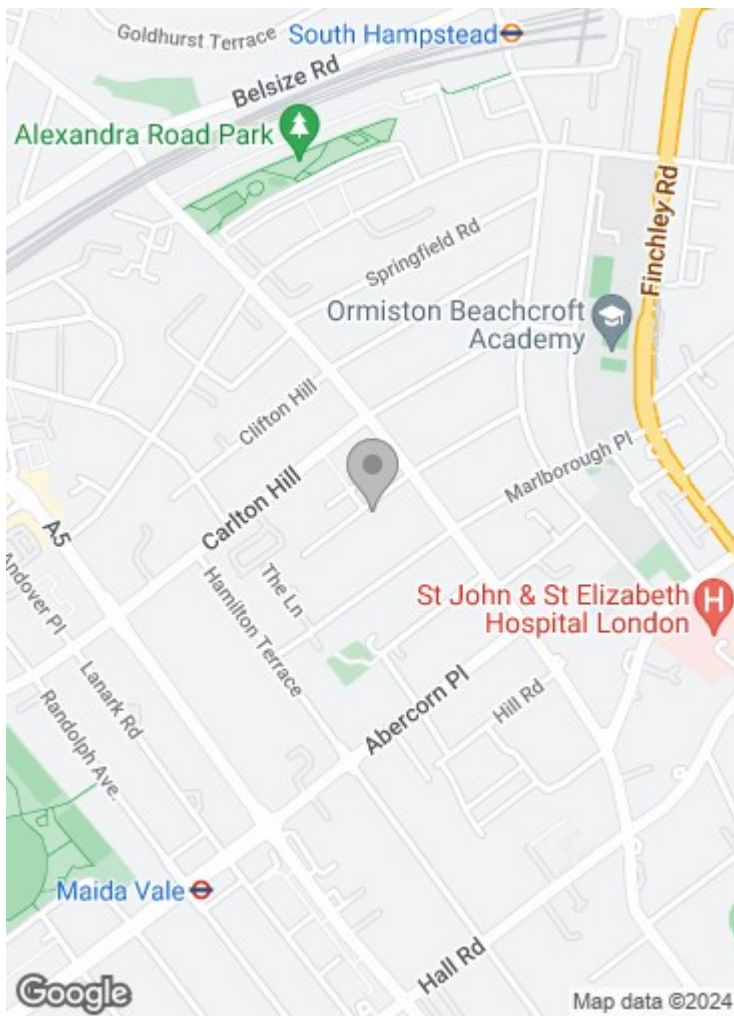 Goldhurst Terrace
South Hampstead
Belsize Rd
Alexandra Road Park
Finchley Rd
Springfield Rd
Ormiston Beachcroft
Academy
Clifton Hill
Marlborough Pl
Carlton Hill
A5
Andover Pl
The Ln
St John & St Elizabeth
Hospital London
H
Hamilton Terrace
Lanark Rd
Abercorn Pl
Hill Rd
Randolph Ave.
Maida Vale
Hall Rd
Google
Map data ©2024